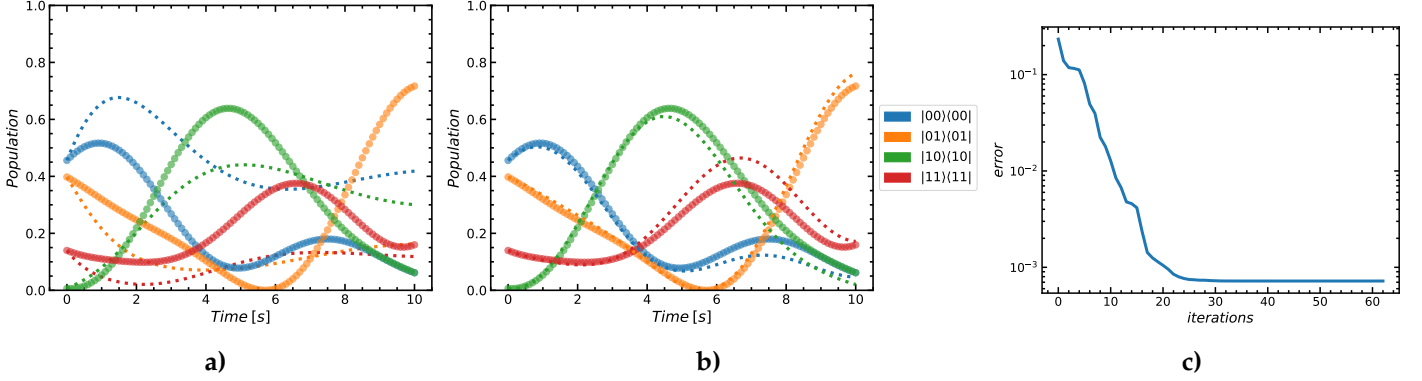 1.0
0.8
0.6
0.4
0.2
0.0
Population
0 2 4 6 8 10
Time [s]
a)
1.0
0.8
0.6
0.4
0.2
0.0
Population
0 2 4 6 8 10
Time [s]
b)
|00⟩⟨00|
|01⟩⟨01|
|10⟩⟨10|
|11⟩⟨11|
10⁻¹
10⁻²
10⁻³
error
0 10 20 30 40 50 60
iterations
c)